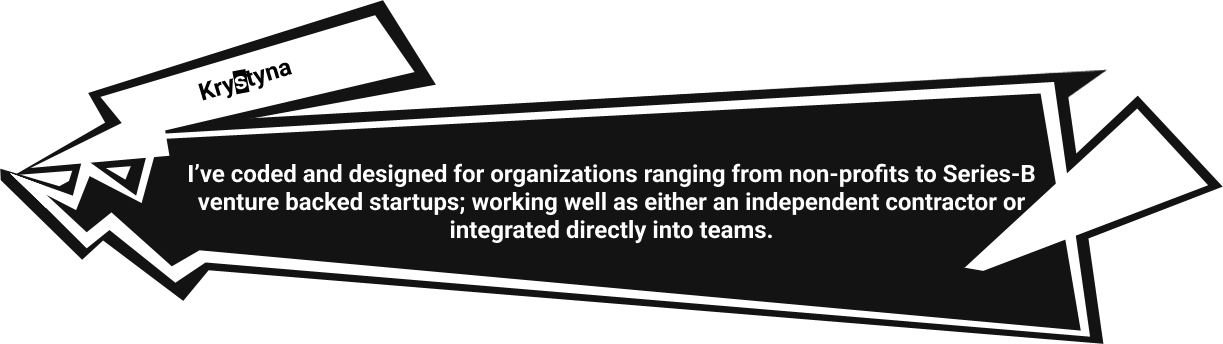 Krystyna
I’ve coded and designed for organizations ranging from non-profits to Series-B
venture backed startups; working well as either an independent contractor or
integrated directly into teams.